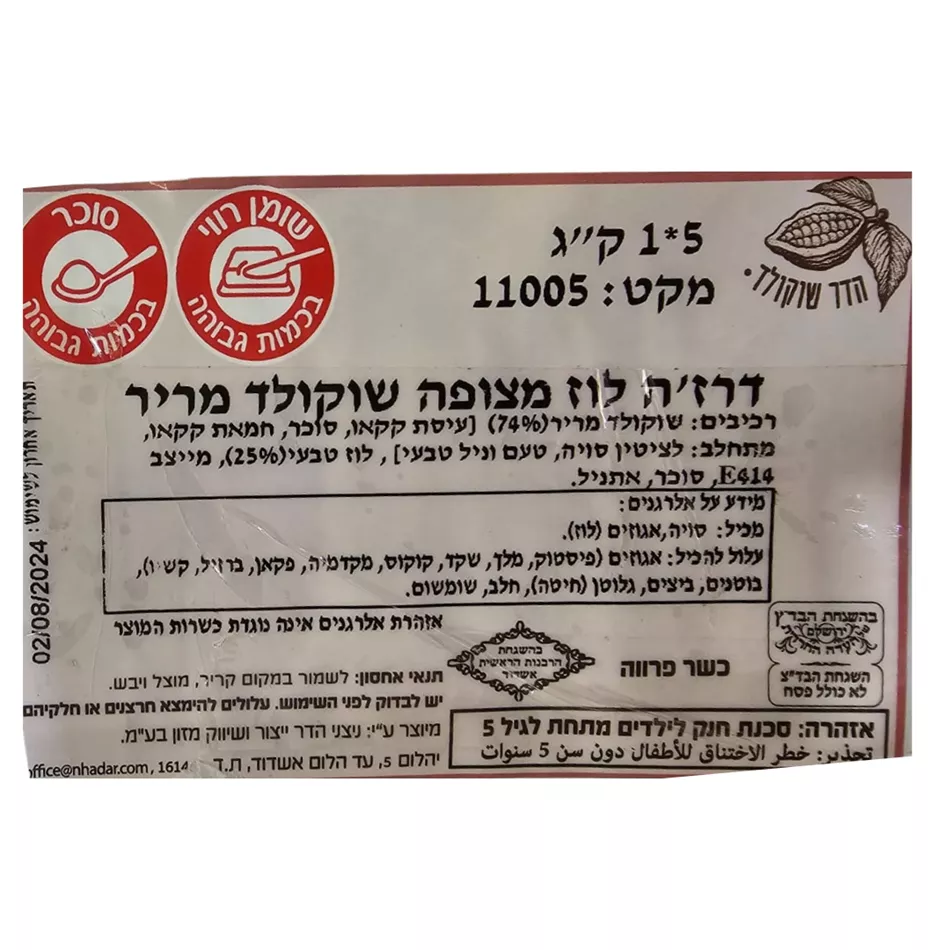 סוכר
בכמות גבוהה
שומן רווי
בכמות גבוהה
5*1 ק״ג
מקט: 11005
הדר שוקולד
דרז'ה לוז מצופה שוקולד מריר
רכיבים: שוקולד מריר(74%) [עיסת קקאו, סוכר, חמאת קקאו,
מתחלב: לציטין סויה, טעם וניל טבעי], לוז טבעי(25%), מייצב
E414, סוכר, אתניל.
מידע על אלרגנים:
מכיל: סויה,אגוזים (לוז).
עלול להכיל: אגוזים (פיסטוק, מלך, שקד, קוקוס, מקדמיה, פקאן, ברזיל, קשיו),
בוטנים, ביצים, גלוטן (חיטה), חלב, שומשום.
אזהרת אלרגנים אינה נוגדת כשרות המוצר
תאריך אחרון לשימוש: 02/08/2024
בהשגחת
הרבנות הראשית
אשדוד
כשר פרווה
בהשגחת הבד״ץ
ירושלים
העדה החר
השגחת הבד״צ
לא כולל פסח
תנאי אחסון: לשמור במקום קריר, מוצל ויבש.
יש לבדוק לפני השימוש. עלולים להימצא חרצנים או חלקיהם
מיוצר ע״י: ניצני הדר ייצור ושיווק מזון בע״מ.
יהלום 5, עד הלום אשדוד, ת.ד 1614, office@nhadar.com
אזהרה: סכנת חנק לילדים מתחת לגיל 5
تحذير: خطر الاختناق للأطفال دون سن 5 سنوات